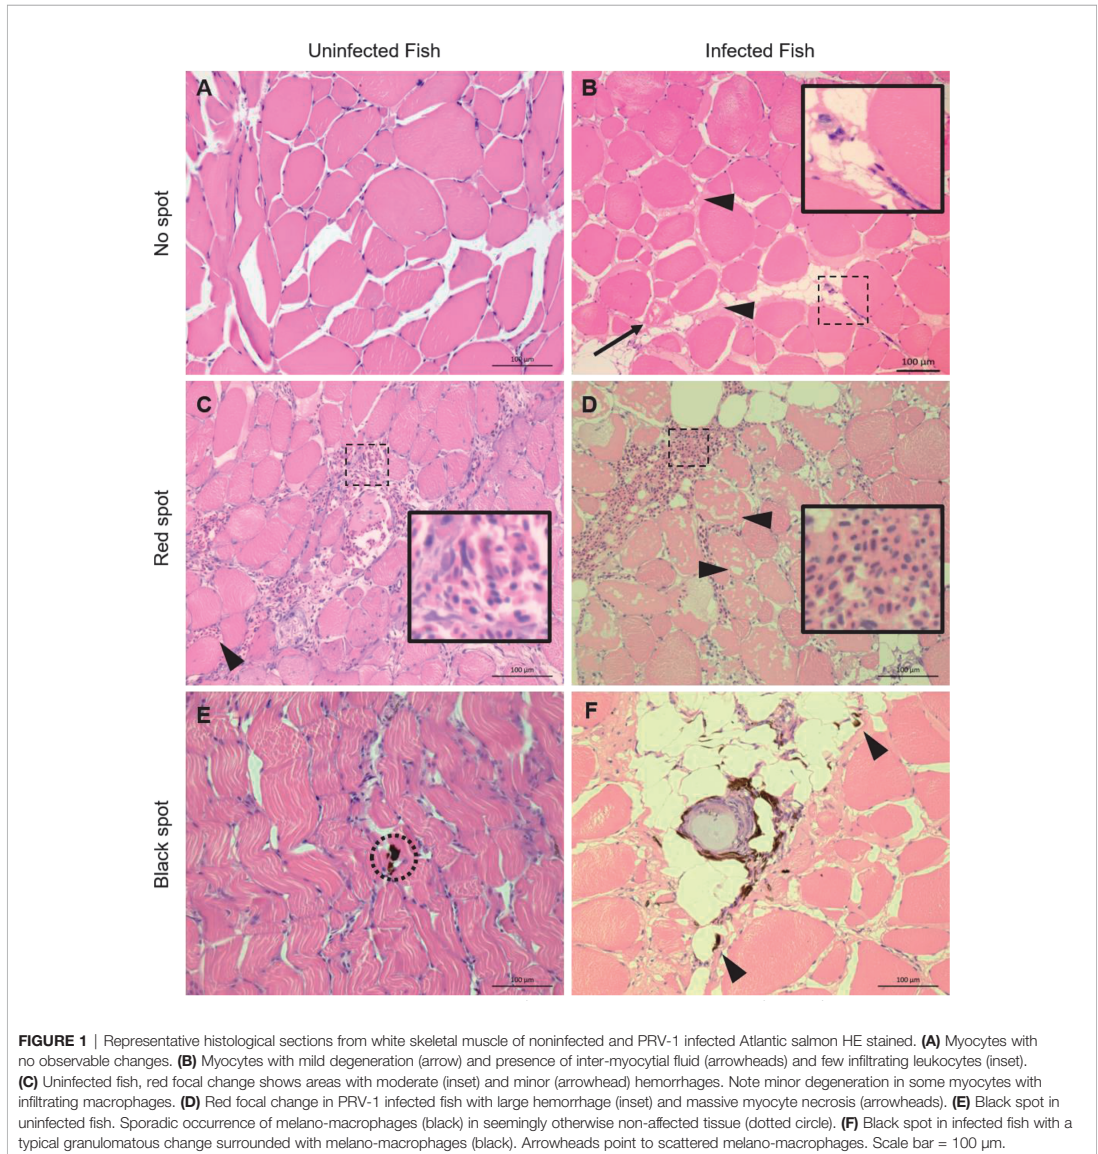 Uninfected Fish
Infected Fish
No spot
A
100 µm
B
100 µm
Red spot
C
100 µm
D
100 µm
Black spot
E
100 µm
F
100 µm
FIGURE 1 | Representative histological sections from white skeletal muscle of noninfected and PRV-1 infected Atlantic salmon HE stained. (A) Myocytes with
no observable changes. (B) Myocytes with mild degeneration (arrow) and presence of inter-myocytial fluid (arrowheads) and few infiltrating leukocytes (inset).
(C) Uninfected fish, red focal change shows areas with moderate (inset) and minor (arrowhead) hemorrhages. Note minor degeneration in some myocytes with
infiltrating macrophages. (D) Red focal change in PRV-1 infected fish with large hemorrhage (inset) and massive myocyte necrosis (arrowheads). (E) Black spot in
uninfected fish. Sporadic occurrence of melano-macrophages (black) in seemingly otherwise non-affected tissue (dotted circle). (F) Black spot in infected fish with a
typical granulomatous change surrounded with melano-macrophages (black). Arrowheads point to scattered melano-macrophages. Scale bar = 100 µm.